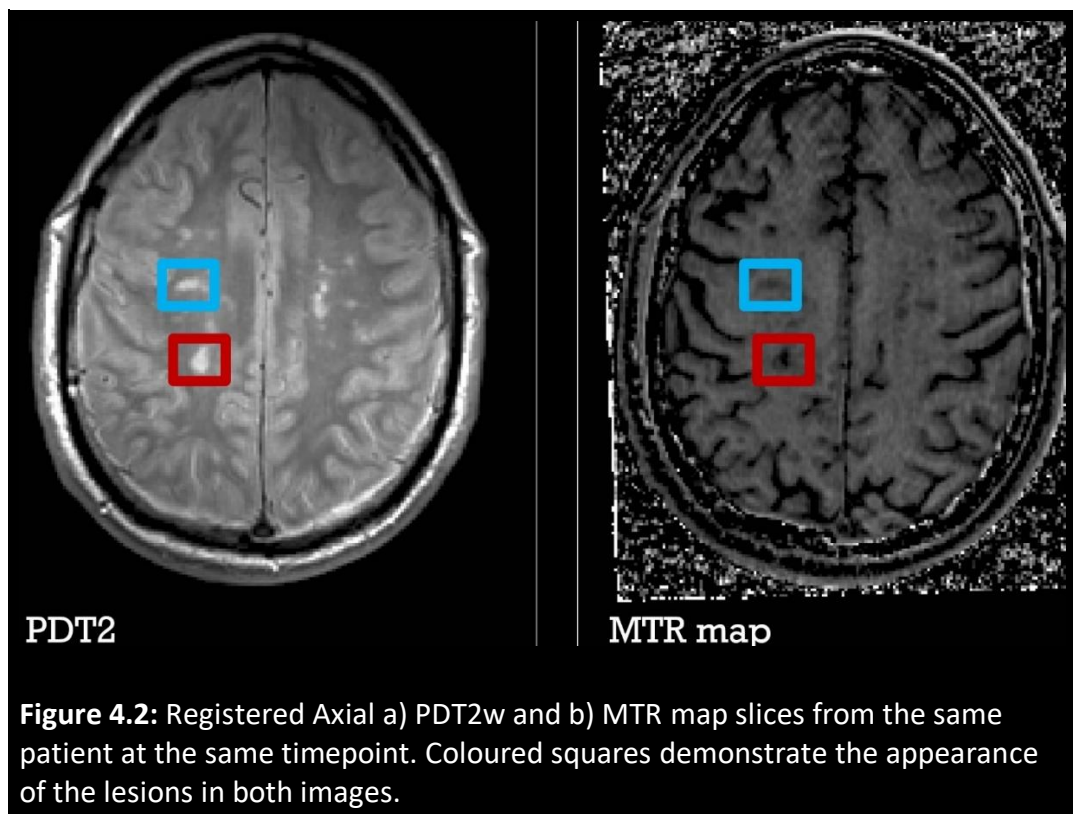 PDT2
MTR map
Figure 4.2: Registered Axial a) PDT2w and b) MTR map slices from the same
patient at the same timepoint. Coloured squares demonstrate the appearance
of the lesions in both images.